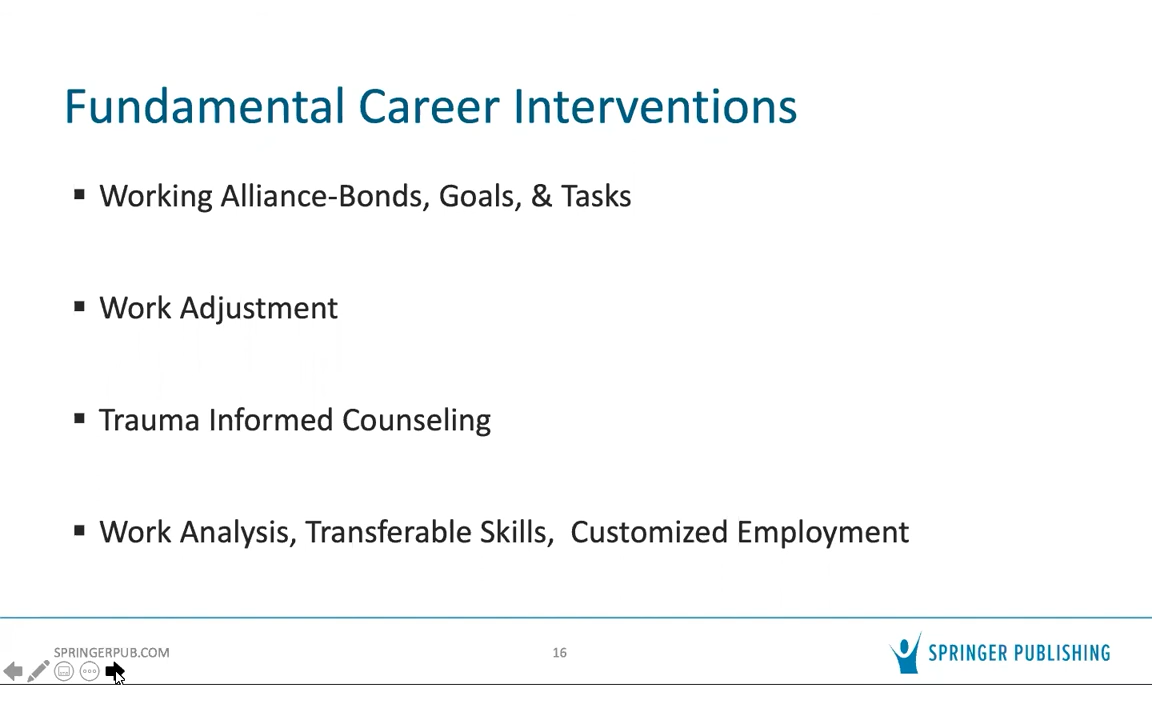 Fundamental Career Interventions
▪ Working Alliance-Bonds, Goals, & Tasks
▪ Work Adjustment
▪ Trauma Informed Counseling
▪ Work Analysis, Transferable Skills,  Customized Employment
SPRINGERPUB.COM
16
SPRINGER PUBLISHING